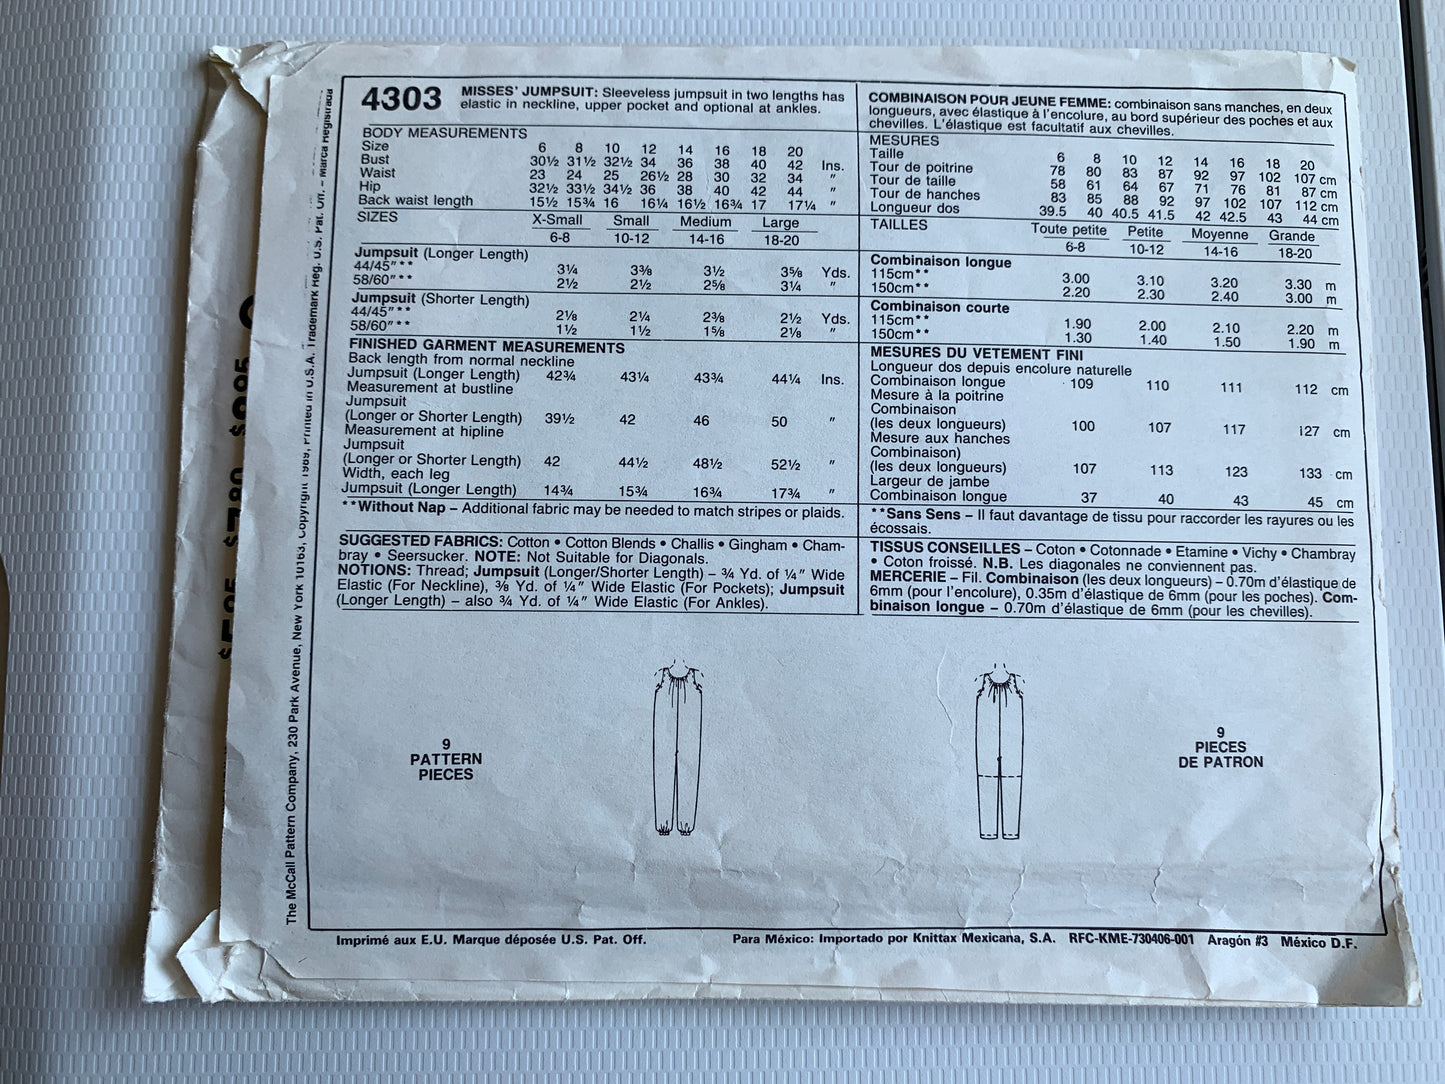 4303
MISSES' JUMPSUIT: Sleeveless jumpsuit in two lengths has
elastic in neckline, upper pocket and optional at ankles.
BODY MEASUREMENTS
Size 6 8 10 12 14 16 18 20
Bust 30½ 31½ 32½ 34 36 38 40 42 Ins.
Waist 23 24 25 26½ 28 30 32 34 "
Hip 32½ 33½ 34½ 36 38 40 42 44 "
Back waist length 15½ 15¾ 16 16¼ 16½ 16¾ 17 17¼ "
SIZES X-Small Small Medium Large
6-8 10-12 14-16 18-20
Jumpsuit (Longer Length)
44/45"** 3¼ 3⅜ 3½ 3⅝ Yds.
58/60"** 2½ 2½ 2⅝ 3¼ "
Jumpsuit (Shorter Length)
44/45"** 2⅛ 2¼ 2⅜ 2½ Yds.
58/60"** 1½ 1½ 1⅝ 2⅛ "
FINISHED GARMENT MEASUREMENTS
Back length from normal neckline
Jumpsuit (Longer Length) 42¾ 43¼ 43¾ 44¼ Ins.
Measurement at bustline
Jumpsuit
(Longer or Shorter Length) 39½ 42 46 50 "
Measurement at hipline
Jumpsuit
(Longer or Shorter Length) 42 44½ 48½ 52½ "
Width, each leg
Jumpsuit (Longer Length) 14¾ 15¾ 16¾ 17¾ "
**Without Nap – Additional fabric may be needed to match stripes or plaids.
SUGGESTED FABRICS: Cotton • Cotton Blends • Challis • Gingham • Cham-
bray • Seersucker. NOTE: Not Suitable for Diagonals.
NOTIONS: Thread; Jumpsuit (Longer/Shorter Length) – ¾ Yd. of ¼" Wide
Elastic (For Neckline), ⅜ Yd. of ¼" Wide Elastic (For Pockets); Jumpsuit
(Longer Length) – also ¾ Yd. of ¼" Wide Elastic (For Ankles).
COMBINAISON POUR JEUNE FEMME: combinaison sans manches, en deux
longueurs, avec élastique à l'encolure, au bord supérieur des poches et aux
chevilles. L'élastique est facultatif aux chevilles.
MESURES
Taille 6 8 10 12 14 16 18 20
Tour de poitrine 78 80 83 87 92 97 102 107 cm
Tour de taille 58 61 64 67 71 76 81 87 cm
Tour de hanches 83 85 88 92 97 102 107 112 cm
Longueur dos 39.5 40 40.5 41.5 42 42.5 43 44 cm
TAILLES Toute petite Petite Moyenne Grande
6-8 10-12 14-16 18-20
Combinaison longue
115cm** 3.00 3.10 3.20 3.30 m
150cm** 2.20 2.30 2.40 3.00 m
Combinaison courte
115cm** 1.90 2.00 2.10 2.20 m
150cm** 1.30 1.40 1.50 1.90 m
MESURES DU VETEMENT FINI
Longueur dos depuis encolure naturelle
Combinaison longue 109 110 111 112 cm
Mesure à la poitrine
Combinaison
(les deux longueurs) 100 107 117 127 cm
Mesure aux hanches
Combinaison)
(les deux longueurs) 107 113 123 133 cm
Largeur de jambe
Combinaison longue 37 40 43 45 cm
**Sans Sens – Il faut davantage de tissu pour raccorder les rayures ou les
écossais.
TISSUS CONSEILLES – Coton • Cotonnade • Etamine • Vichy • Chambray
• Coton froissé. N.B. Les diagonales ne conviennent pas.
MERCERIE – Fil. Combinaison (les deux longueurs) – 0.70m d'élastique de
6mm (pour l'encolure), 0.35m d'élastique de 6mm (pour les poches). Com-
binaison longue – 0.70m d'élastique de 6mm (pour les chevilles).
9
PATTERN
PIECES
9
PIECES
DE PATRON
Imprimé aux E.U. Marque déposée U.S. Pat. Off.
Para México: Importado por Knittax Mexicana, S.A. RFC-KME-730406-001 Aragón #3 México D.F.
The McCall Pattern Company, 230 Park Avenue, New York 10163, Copyright 1989, Printed in U.S.A. Trademark Reg. U.S. Pat. Off. – Marca Registrada